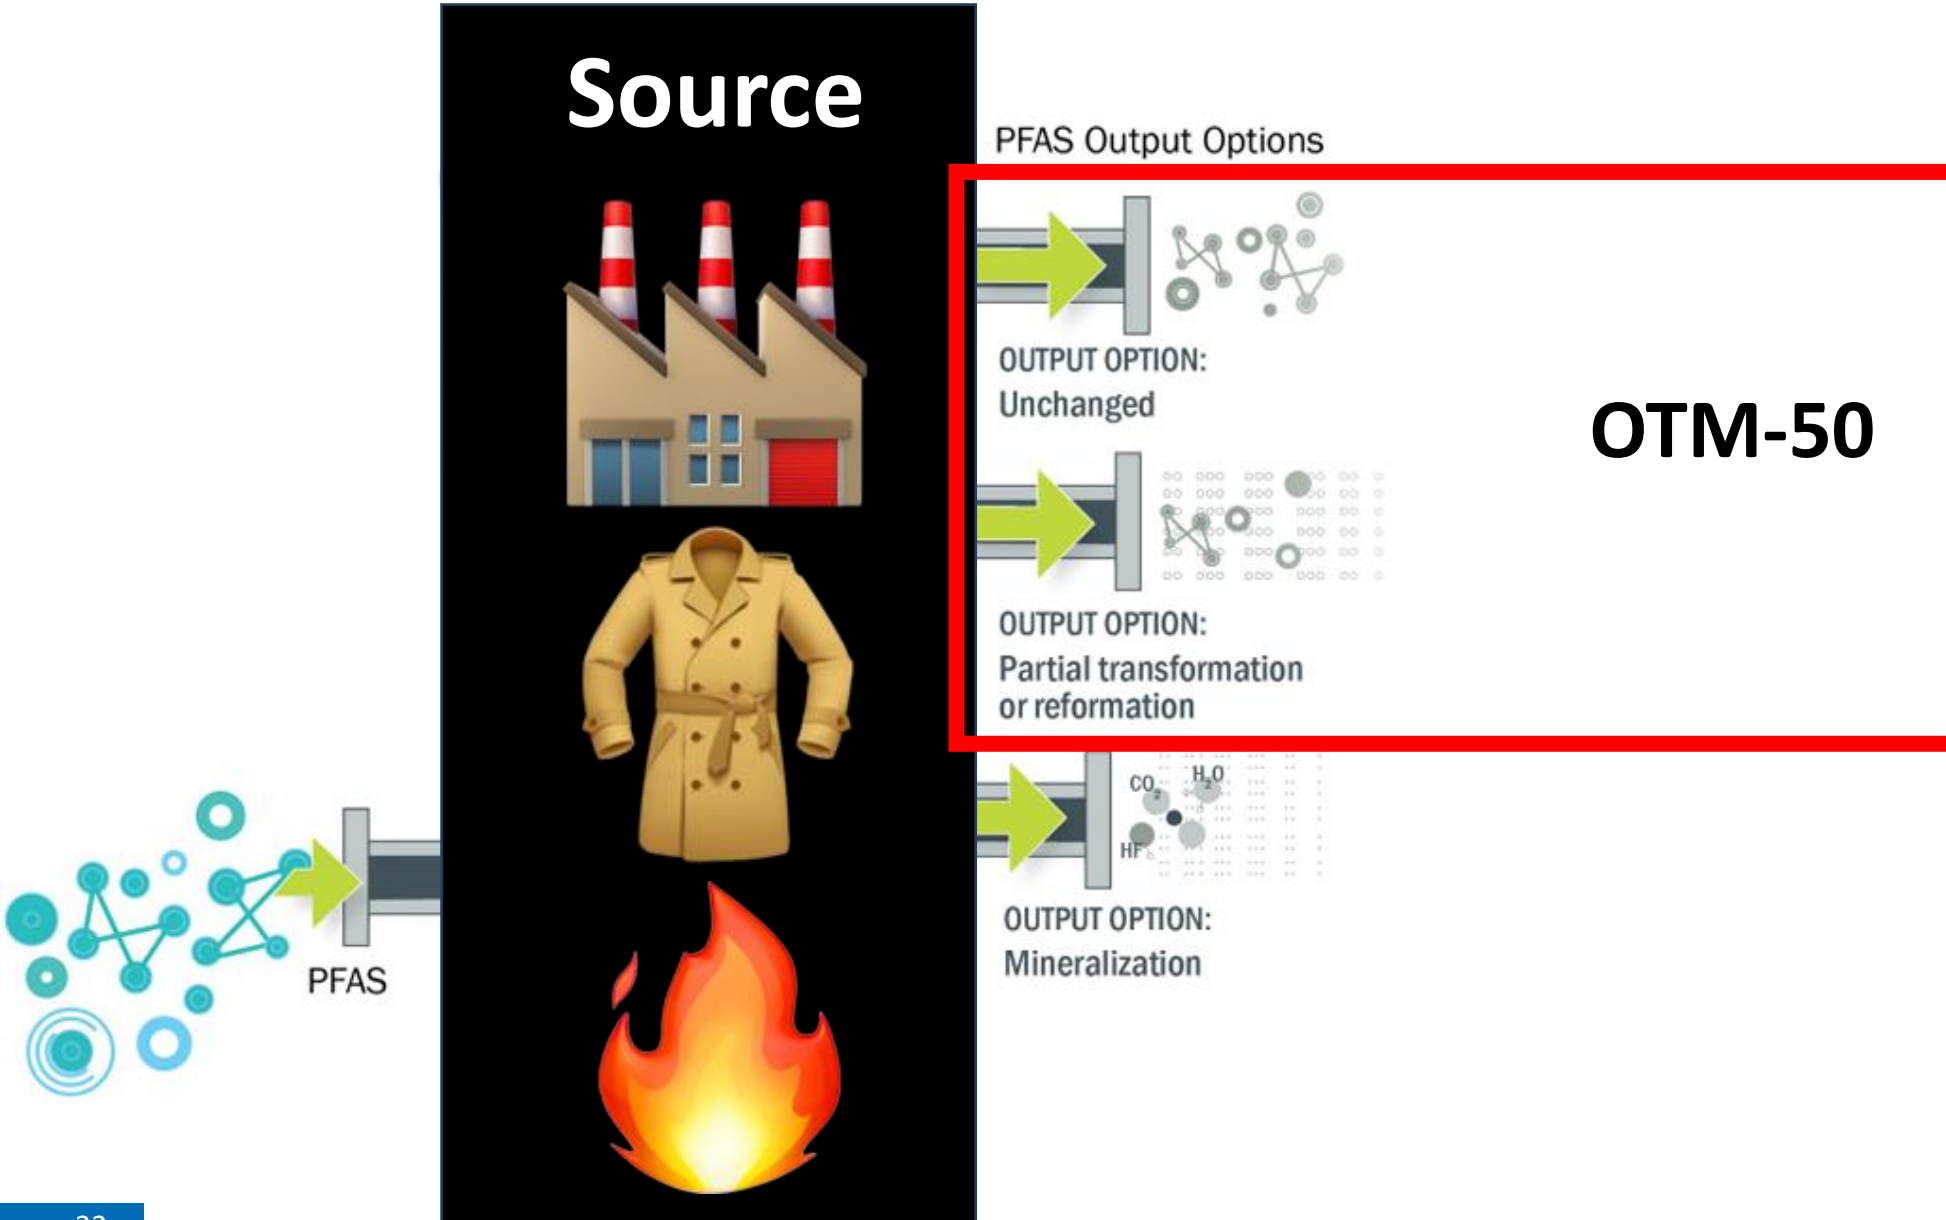 Source
PFAS Output Options
OUTPUT OPTION:
Unchanged
OTM-50
OUTPUT OPTION:
Partial transformation
or reformation
CO₂
H₂O
HF
OUTPUT OPTION:
Mineralization
PFAS